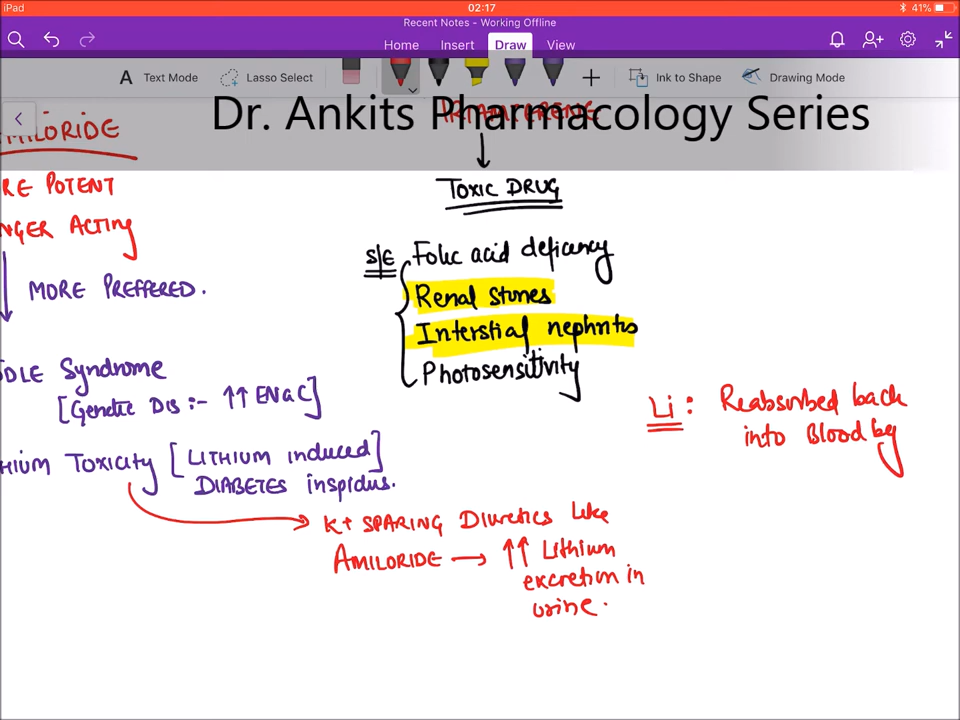 iPad
02:17
41%
Recent Notes - Working Offline
Home Insert Draw View
Text Mode
Lasso Select
Ink to Shape
Drawing Mode
Dr. Ankits Pharmacology Series
TRIAMTERENE
MILORIDE
RE POTENT
NGER ACTING
MORE PREFFERED.
TOXIC DRUG
S/E
Folic acid deficency
Renal stones
Interstial nephritis
Photosensitivity
DLE Syndrome
[Genetic Dis :- ↑↑ ENaC]
HIUM TOXICITY [LITHIUM induced]
DIABETES inspidus.
K+ SPARING Diuretics Like
AMILORIDE → ↑↑ Lithium
excretion in
urine.
Li : Reabsorbed back
into Blood by